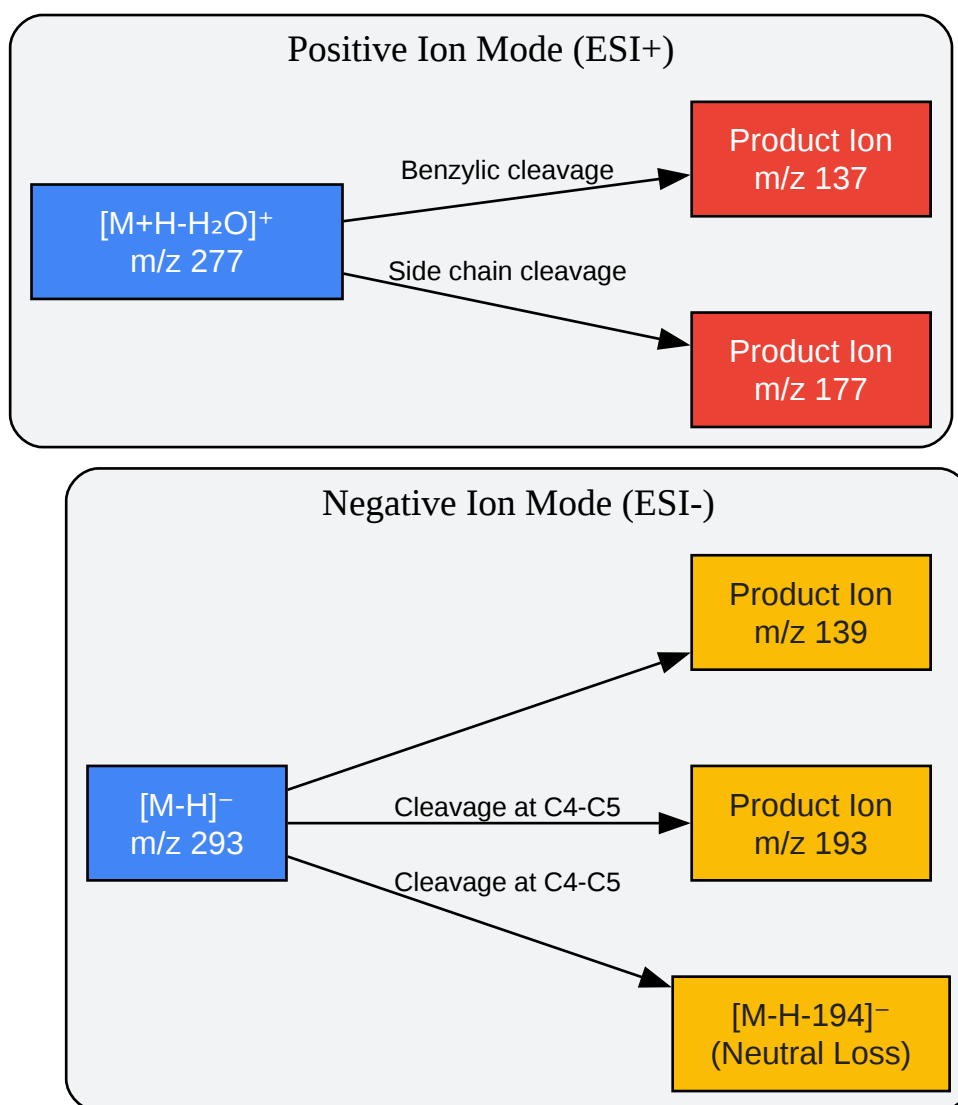 Positive Ion Mode (ESI+)
[M+H-H₂O]⁺
m/z 277
Benzylic cleavage
Product Ion
m/z 137
Side chain cleavage
Product Ion
m/z 177
Negative Ion Mode (ESI-)
[M-H]⁻
m/z 293
Product Ion
m/z 139
Cleavage at C4-C5
Product Ion
m/z 193
Cleavage at C4-C5
[M-H-194]⁻
(Neutral Loss)